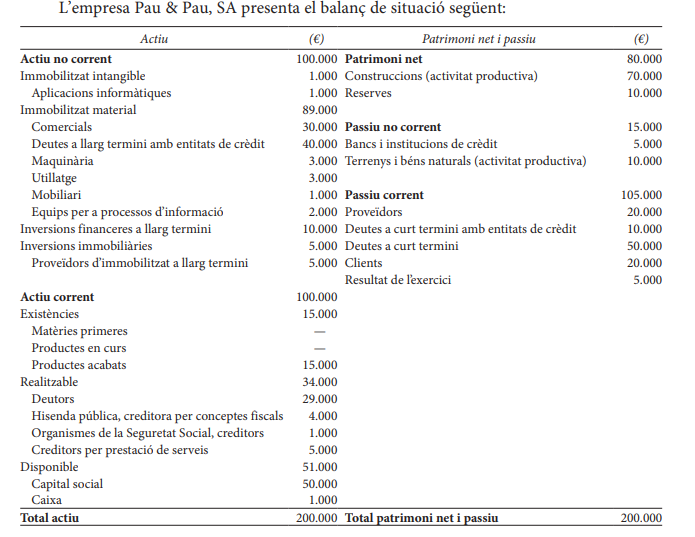 L'empresa Pau & Pau, SA presenta el balanç de situació següent:
Actiu (€) Patrimoni net i passiu (€)
Actiu no corrent 100.000 Patrimoni net 80.000
Immobilitzat intangible 1.000 Construccions (activitat productiva) 70.000
Aplicacions informàtiques 1.000 Reserves 10.000
Immobilitzat material 89.000
Comercials 30.000 Passiu no corrent 15.000
Deutes a llarg termini amb entitats de crèdit 40.000 Bancs i institucions de crèdit 5.000
Maquinària 3.000 Terrenys i béns naturals (activitat productiva) 10.000
Utillatge 3.000
Mobiliari 1.000 Passiu corrent 105.000
Equips per a processos d'informació 2.000 Proveïdors 20.000
Inversions financeres a llarg termini 10.000 Deutes a curt termini amb entitats de crèdit 10.000
Inversions immobiliàries 5.000 Deutes a curt termini 50.000
Proveïdors d'immobilitzat a llarg termini 5.000 Clients 20.000
Resultat de l'exercici 5.000
Actiu corrent 100.000
Existències 15.000
Matèries primeres —
Productes en curs —
Productes acabats 15.000
Realitzable 34.000
Deutors 29.000
Hisenda pública, creditora per conceptes fiscals 4.000
Organismes de la Seguretat Social, creditors 1.000
Creditors per prestació de serveis 5.000
Disponible 51.000
Capital social 50.000
Caixa 1.000
Total actiu 200.000 Total patrimoni net i passiu 200.000